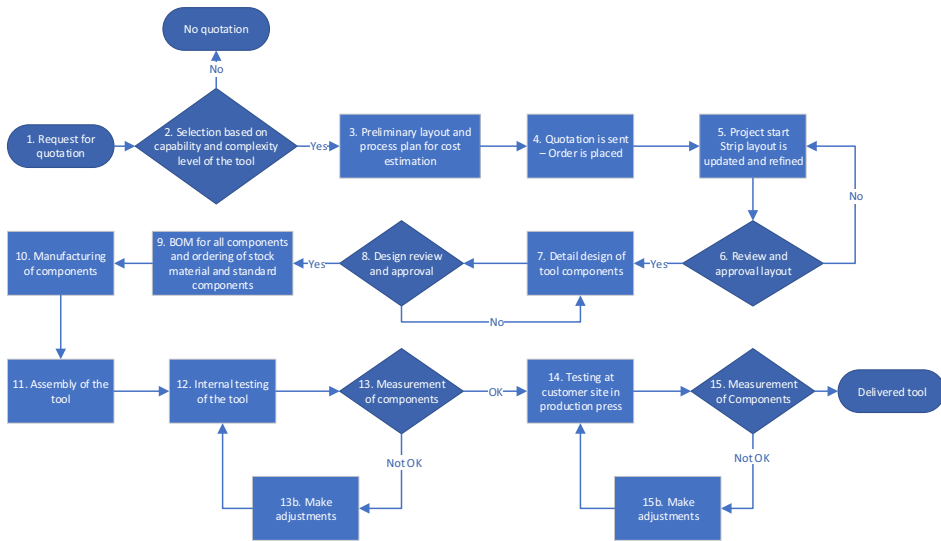 No quotation
No
1. Request for
quotation
2. Selection based on
capability and complexity
level of the tool
Yes
3. Preliminary layout and
process plan for cost
estimation
4. Quotation is sent
– Order is placed
5. Project start
Strip layout is
updated and refined
No
10. Manufacturing
of components
9. BOM for all components
and ordering of stock
material and standard
components
Yes
8. Design review
and approval
7. Detail design of
tool components
Yes
6. Review and
approval layout
No
11. Assembly of the
tool
12. Internal testing
of the tool
13. Measurement
of components
OK
14. Testing at
customer site in
production press
15. Measurement
of Components
Delivered tool
Not OK
Not OK
13b. Make
adjustments
15b. Make
adjustments